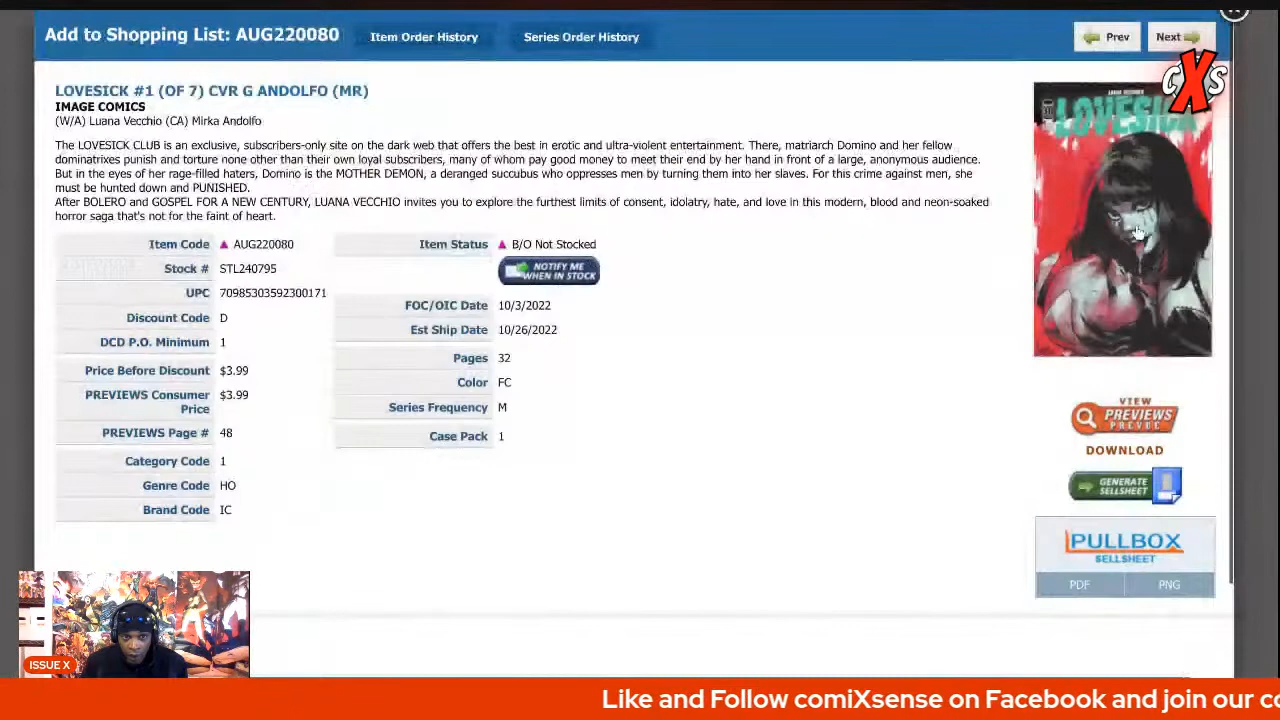 Add to Shopping List: AUG220080
Item Order History
Series Order History
Prev
Next
cXs
LOVESICK #1 (OF 7) CVR G ANDOLFO (MR)
IMAGE COMICS
(W/A) Luana Vecchio (CA) Mirka Andolfo
The LOVESICK CLUB is an exclusive, subscribers-only site on the dark web that offers the best in erotic and ultra-violent entertainment. There, matriarch Domino and her fellow
dominatrixes punish and torture none other than their own loyal subscribers, many of whom pay good money to meet their end by her hand in front of a large, anonymous audience.
But in the eyes of her rage-filled haters, Domino is the MOTHER DEMON, a deranged succubus who oppresses men by turning them into her slaves. For this crime against men, she
must be hunted down and PUNISHED.
After BOLERO and GOSPEL FOR A NEW CENTURY, LUANA VECCHIO invites you to explore the furthest limits of consent, idolatry, hate, and love in this modern, blood and neon-soaked
horror saga that's not for the faint of heart.
Item Code AUG220080
Stock # STL240795
UPC 70985303592300171
Discount Code D
DCD P.O. Minimum 1
Price Before Discount $3.99
PREVIEWS Consumer
Price $3.99
PREVIEWS Page # 48
Category Code 1
Genre Code HO
Brand Code IC
Item Status B/O Not Stocked
NOTIFY ME
WHEN IN STOCK
FOC/OIC Date 10/3/2022
Est Ship Date 10/26/2022
Pages 32
Color FC
Series Frequency M
Case Pack 1
LOVESICK
VIEW
PREVIEWS
PREVUE
DOWNLOAD
GENERATE
SELLSHEET
PULLBOX
SELLSHEET
PDF
PNG
ISSUE X
Like and Follow comiXsense on Facebook and join our co